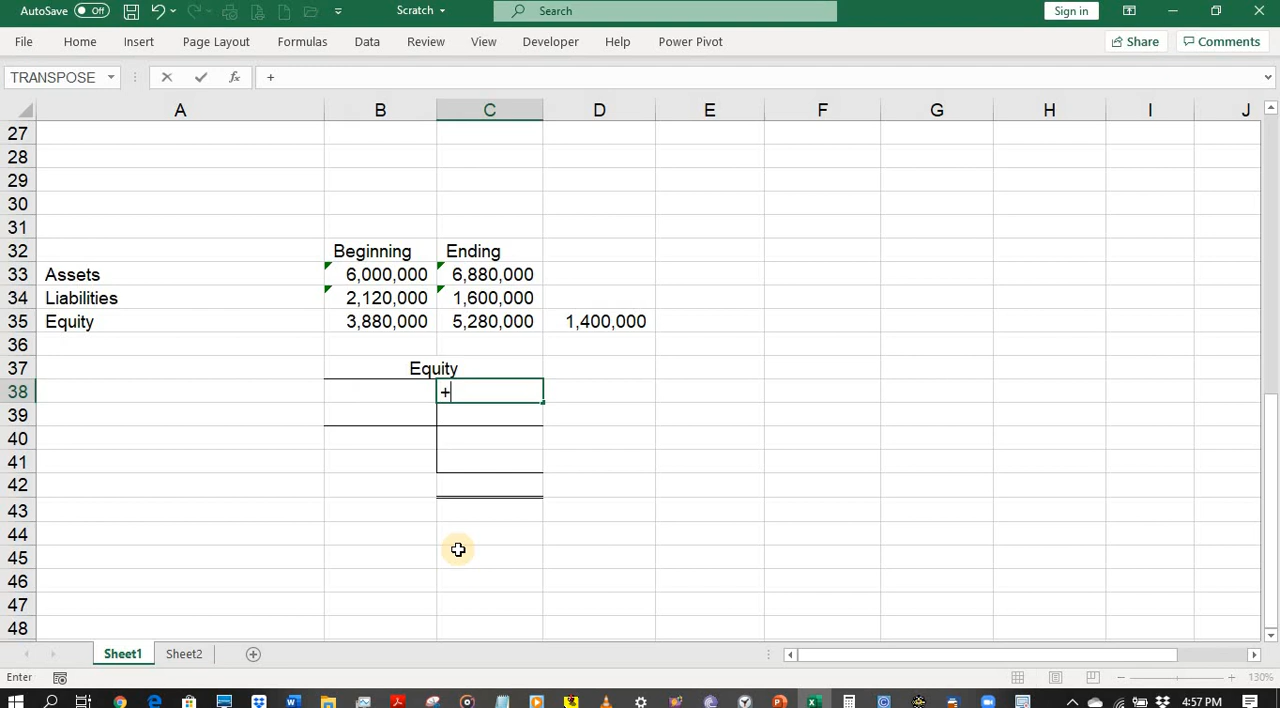 AutoSave Off Scratch Search Sign in
File Home Insert Page Layout Formulas Data Review View Developer Help Power Pivot Share Comments
TRANSPOSE fx +
A B C D E F G H I J
27
28
29
30
31
32 Beginning Ending
33 Assets 6,000,000 6,880,000
34 Liabilities 2,120,000 1,600,000
35 Equity 3,880,000 5,280,000 1,400,000
36
37 Equity
38 +
39
40
41
42
43
44
45
46
47
48
Sheet1 Sheet2
Enter 130%
4:57 PM